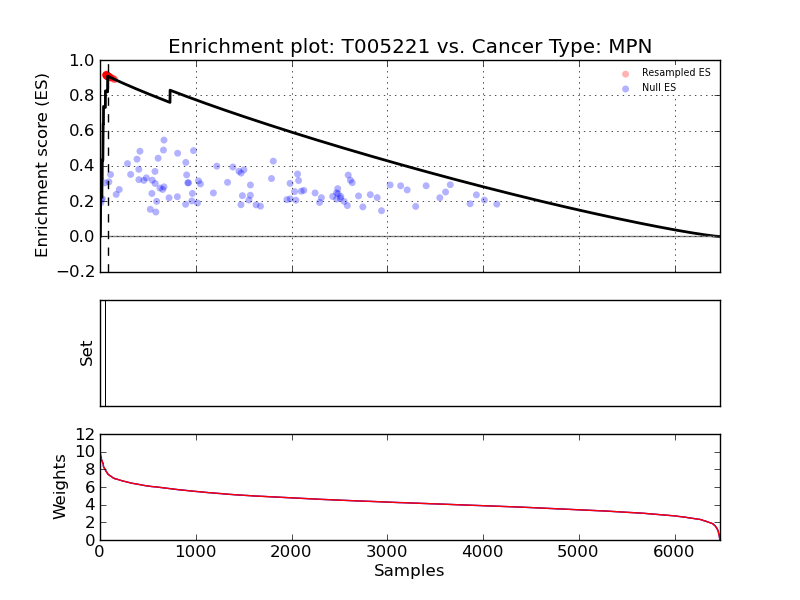 Enrichment plot: T005221 vs. Cancer Type: MPN
Enrichment score (ES)
1.0
0.8
0.6
0.4
0.2
0.0
−0.2
Resampled ES
Null ES
Set
Weights
12
10
8
6
4
2
0
0 1000 2000 3000 4000 5000 6000
Samples